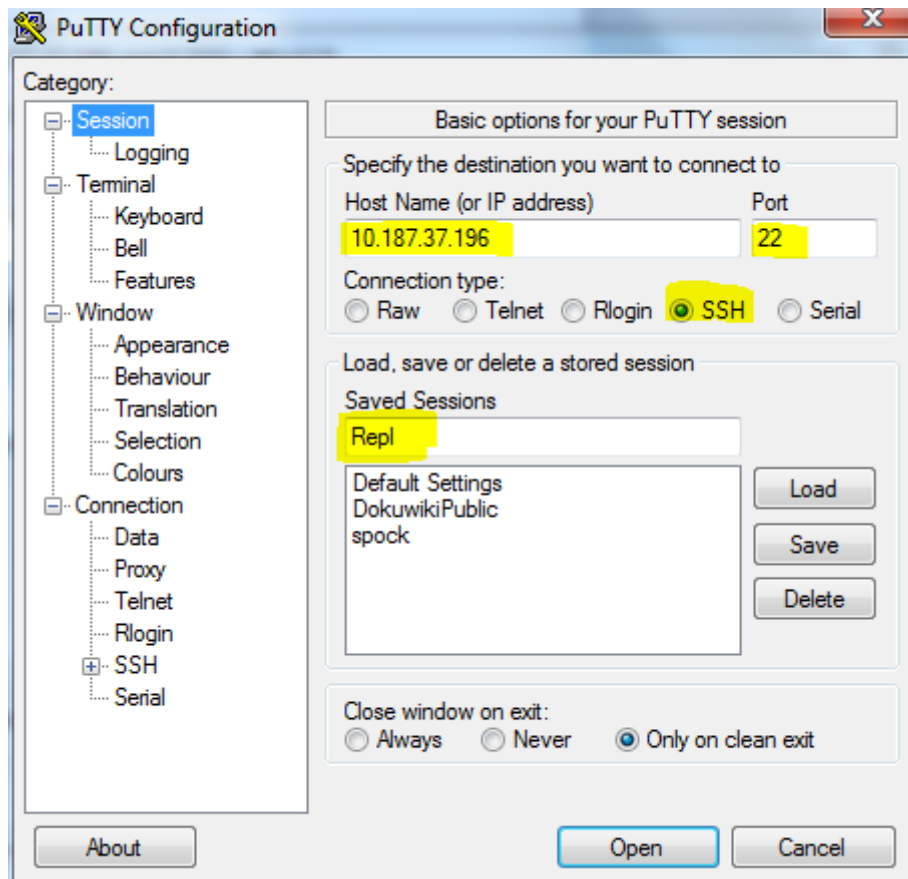 PuTTY Configuration
Category:
Session
Logging
Terminal
Keyboard
Bell
Features
Window
Appearance
Behaviour
Translation
Selection
Colours
Connection
Data
Proxy
Telnet
Rlogin
SSH
Serial
Basic options for your PuTTY session
Specify the destination you want to connect to
Host Name (or IP address) Port
10.187.37.196 22
Connection type:
Raw Telnet Rlogin SSH Serial
Load, save or delete a stored session
Saved Sessions
Repl
Default Settings
DokuwikiPublic
spock
Load
Save
Delete
Close window on exit:
Always Never Only on clean exit
About Open Cancel